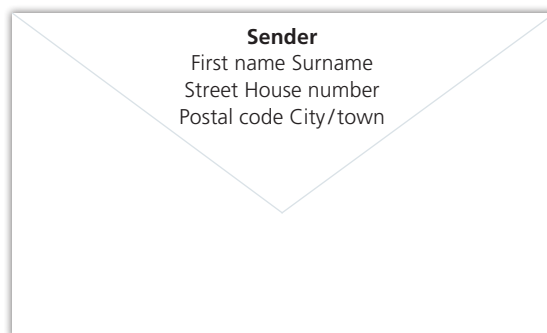 Sender
First name Surname
Street House number
Postal code City/town